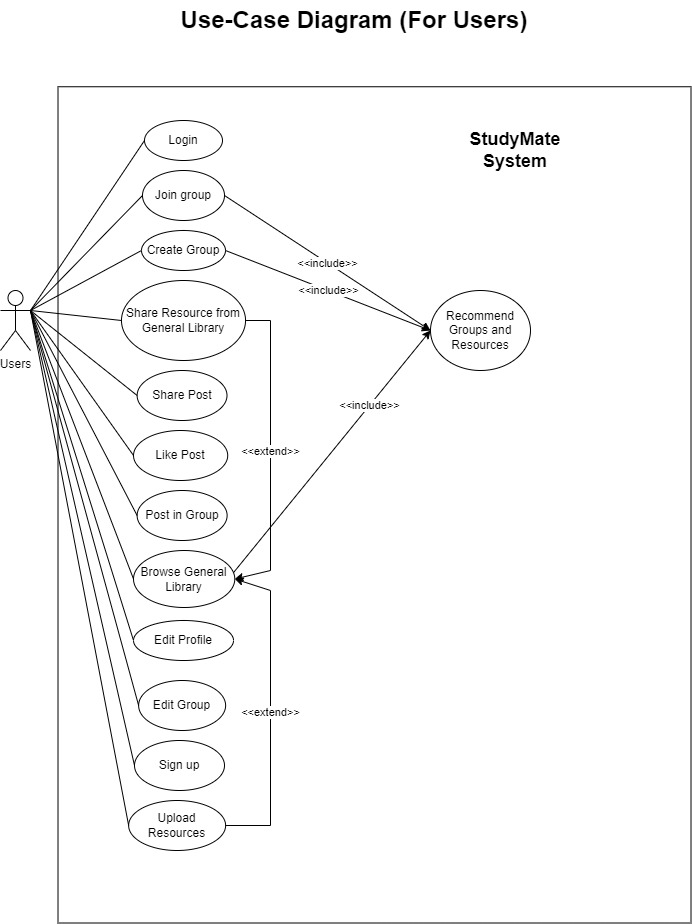 Use-Case Diagram (For Users)
StudyMate
System
Login
Join group
Create Group
<<include>>
<<include>>
Share Resource from
General Library
Recommend
Groups and
Resources
Users
Share Post
<<include>>
Like Post
<<extend>>
Post in Group
Browse General
Library
Edit Profile
Edit Group
<<extend>>
Sign up
Upload
Resources